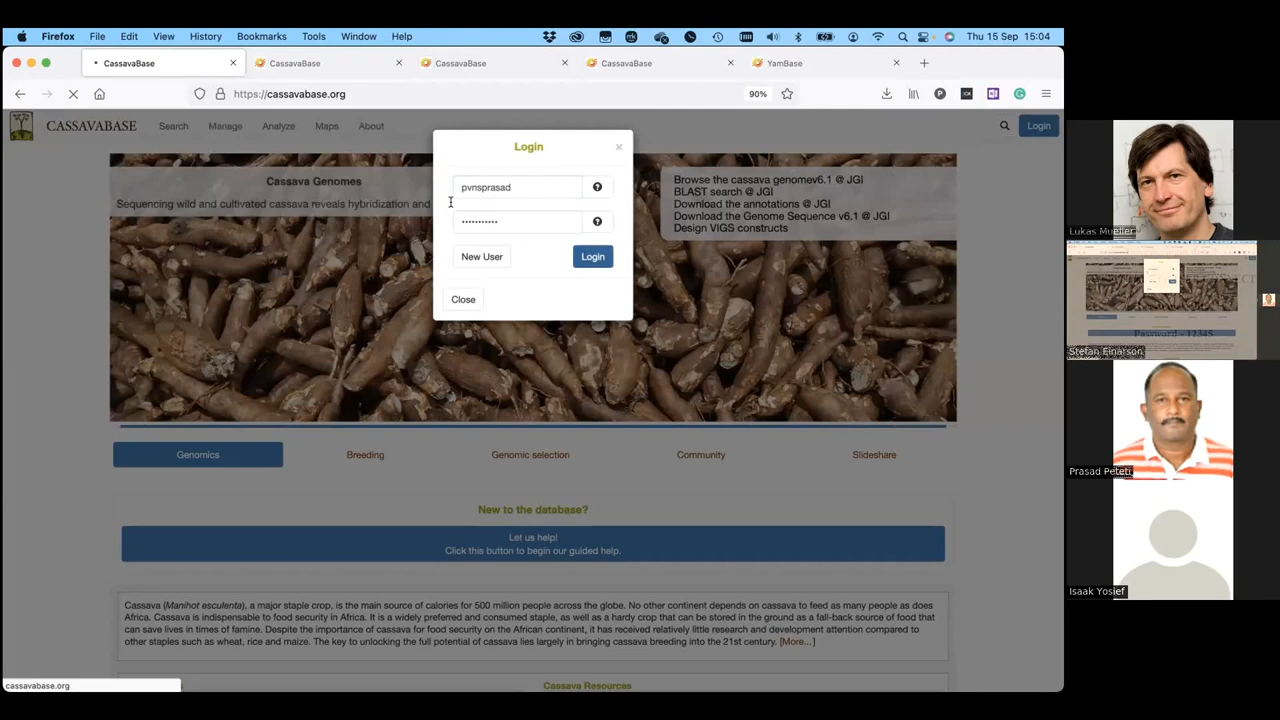 Firefox File Edit View History Bookmarks Tools Window Help Thu 15 Sep 15:04
CassavaBase CassavaBase CassavaBase CassavaBase YamBase
https://cassavabase.org 90%
CASSAVABASE Search Manage Analyze Maps About Login
Login
Cassava Genomes
Sequencing wild and cultivated cassava reveals hybridization and
pvnsprasad
•••••••••••
New User Login
Close
Browse the cassava genomev6.1 @ JGI
BLAST search @ JGI
Download the annotations @ JGI
Download the Genome Sequence v6.1 @ JGI
Design VIGS constructs
Genomics Breeding Genomic selection Community Slideshare
New to the database?
Let us help!
Click this button to begin our guided help.
Cassava (Manihot esculenta), a major staple crop, is the main source of calories for 500 million people across the globe. No other continent depends on cassava to feed as many people as does
Africa. Cassava is indispensable to food security in Africa. It is a widely preferred and consumed staple, as well as a hardy crop that can be stored in the ground as a fall-back source of food that
can save lives in times of famine. Despite the importance of cassava for food security on the African continent, it has received relatively little research and development attention compared to
other staples such as wheat, rice and maize. The key to unlocking the full potential of cassava lies largely in bringing cassava breeding into the 21st century. [More...]
Cassava Resources
cassavabase.org
Lukas Mueller
Password - 12345
Stefan Einarson
Prasad Peteti
Isaak Yosief